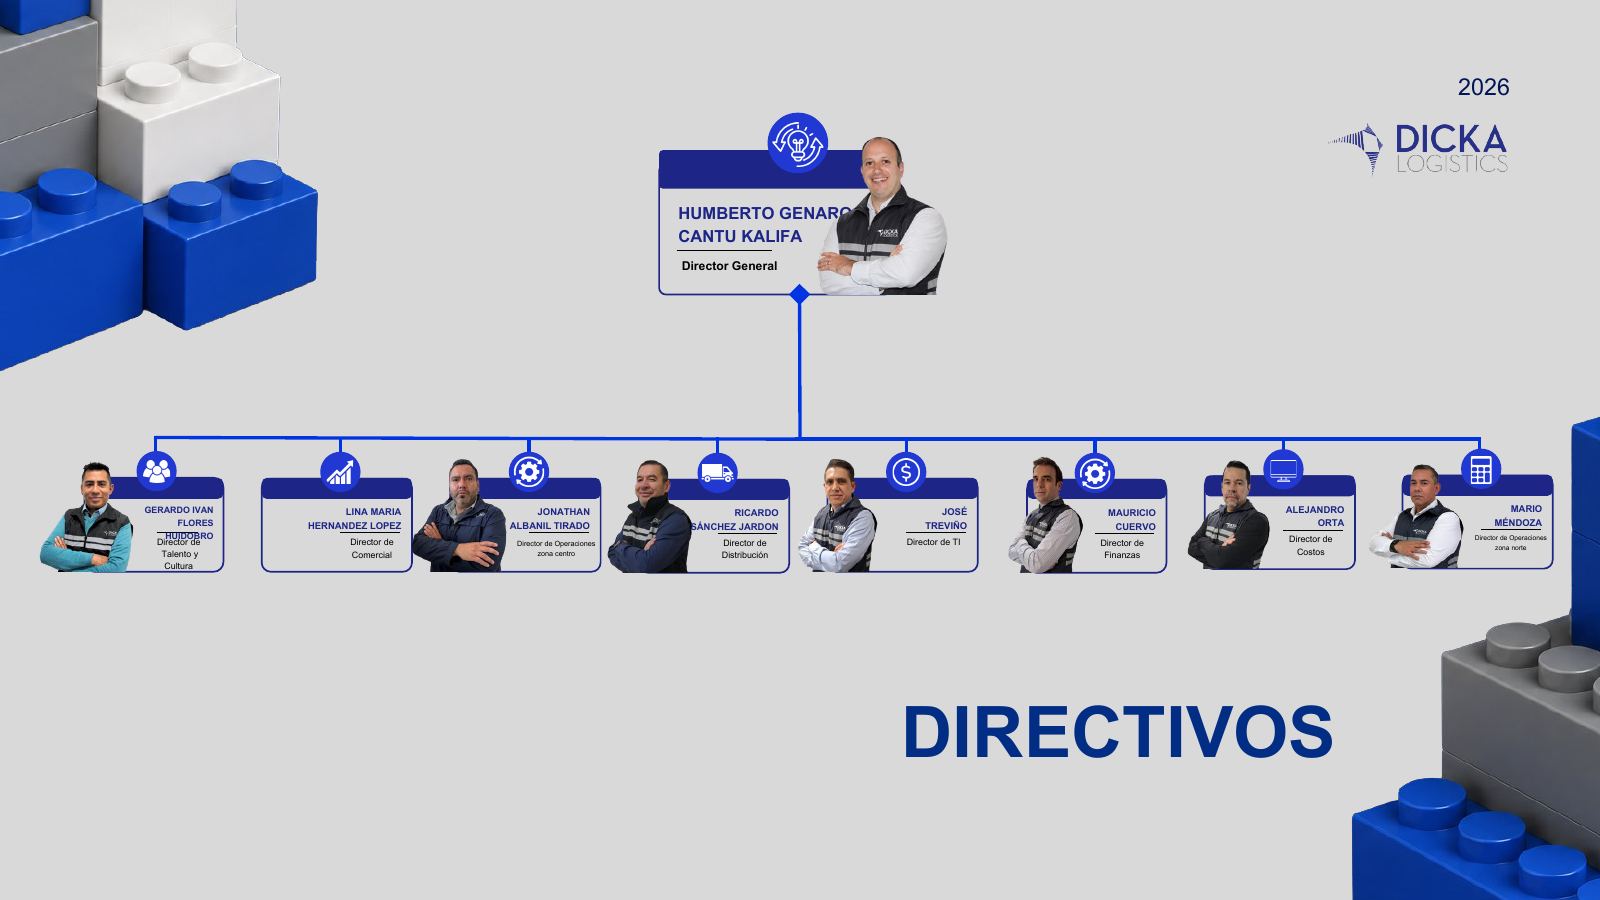 2026
DICKA
LOGISTICS
HUMBERTO GENARO
CANTU KALIFA
Director General
GERARDO IVAN
FLORES
HUIDOBRO
Director de
Talento y
Cultura
LINA MARIA
HERNANDEZ LOPEZ
Director de
Comercial
JONATHAN
ALBANIL TIRADO
Director de Operaciones
zona centro
RICARDO
SÁNCHEZ JARDON
Director de
Distribución
JOSÉ
TREVIÑO
Director de TI
MAURICIO
CUERVO
Director de
Finanzas
ALEJANDRO
ORTA
Director de
Costos
MARIO
MÉNDOZA
Director de Operaciones
zona norte
DIRECTIVOS